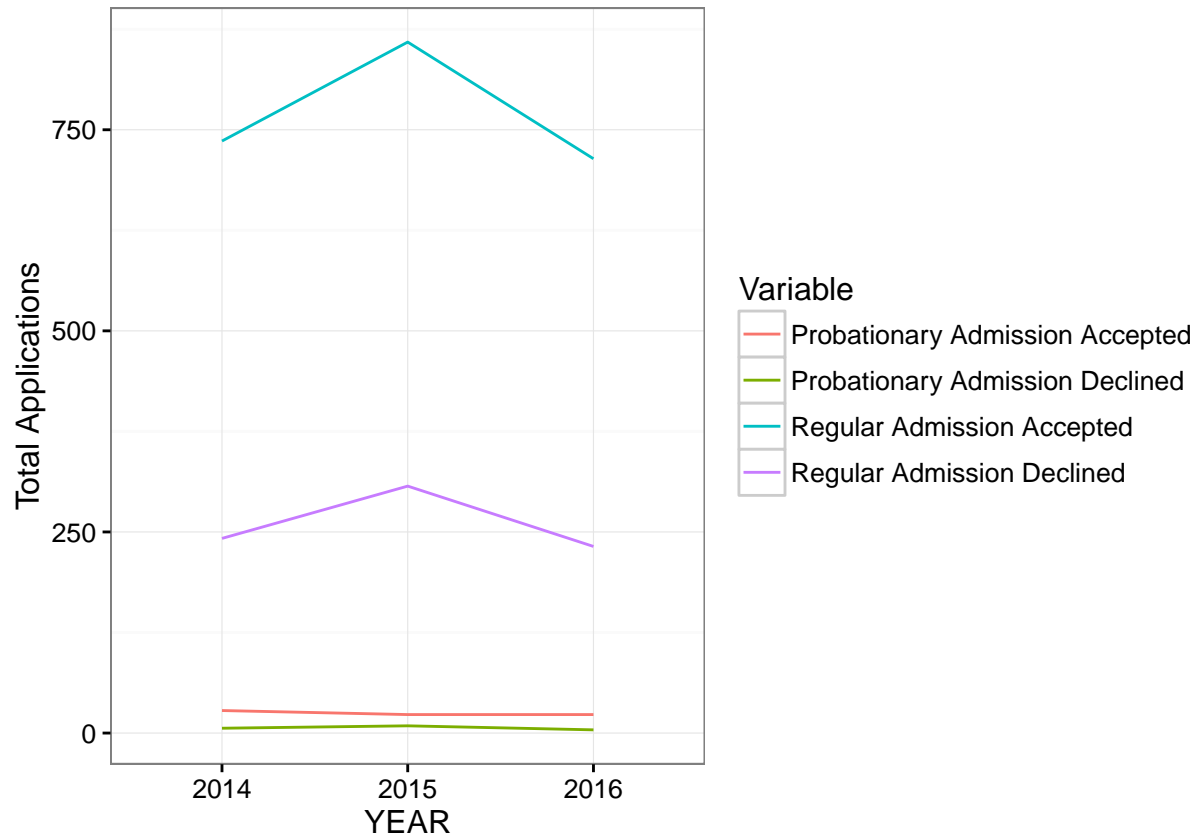 750
500
250
0
Total Applications
2014
2015
2016
YEAR
Variable
Probationary Admission Accepted
Probationary Admission Declined
Regular Admission Accepted
Regular Admission Declined